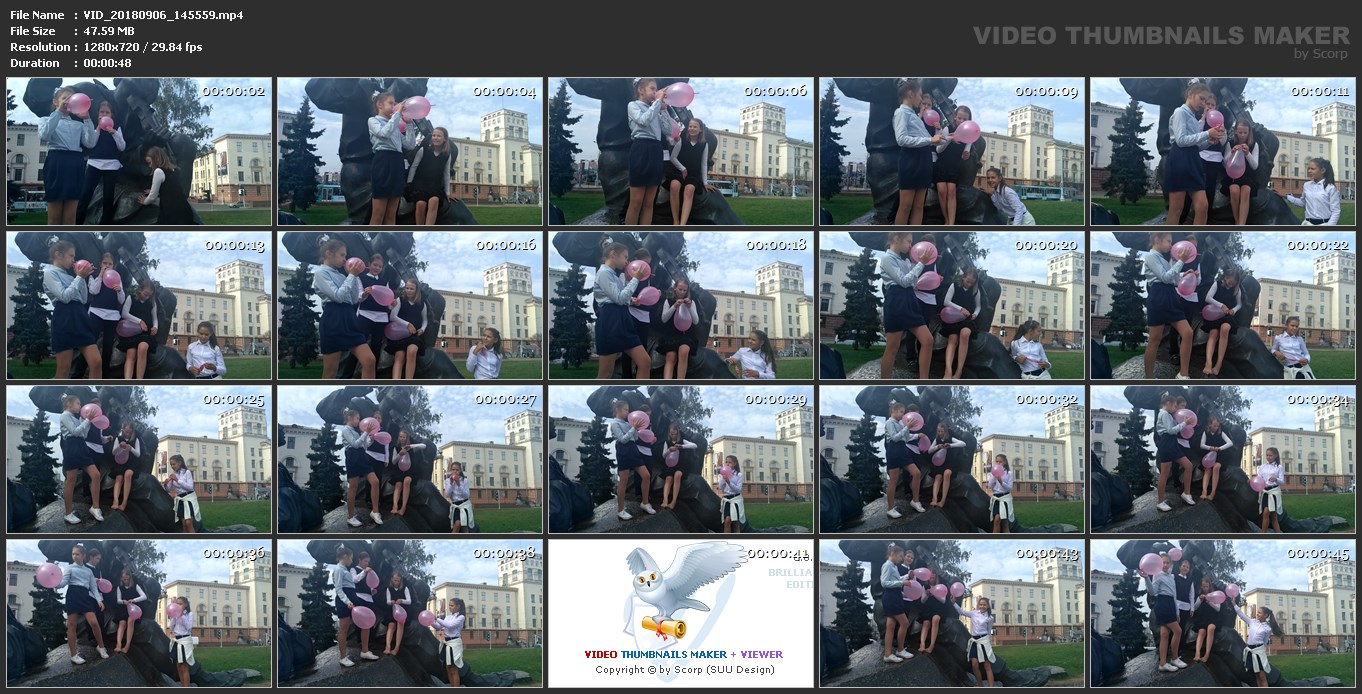 File Name : VID_20180906_145559.mp4
File Size : 47.59 MB
Resolution : 1280x720 / 29.84 fps
Duration : 00:00:48
VIDEO THUMBNAILS MAKER
by Scorp
00:00:02
00:00:04
00:00:06
00:00:09
00:00:11
00:00:13
00:00:16
00:00:18
00:00:20
00:00:22
00:00:25
00:00:27
00:00:29
00:00:32
00:00:34
00:00:36
00:00:38
00:00:41
00:00:43
00:00:45
BRILLIA
EDIT
VIDEO THUMBNAILS MAKER + VIEWER
Copyright © by Scorp (SUU Design)